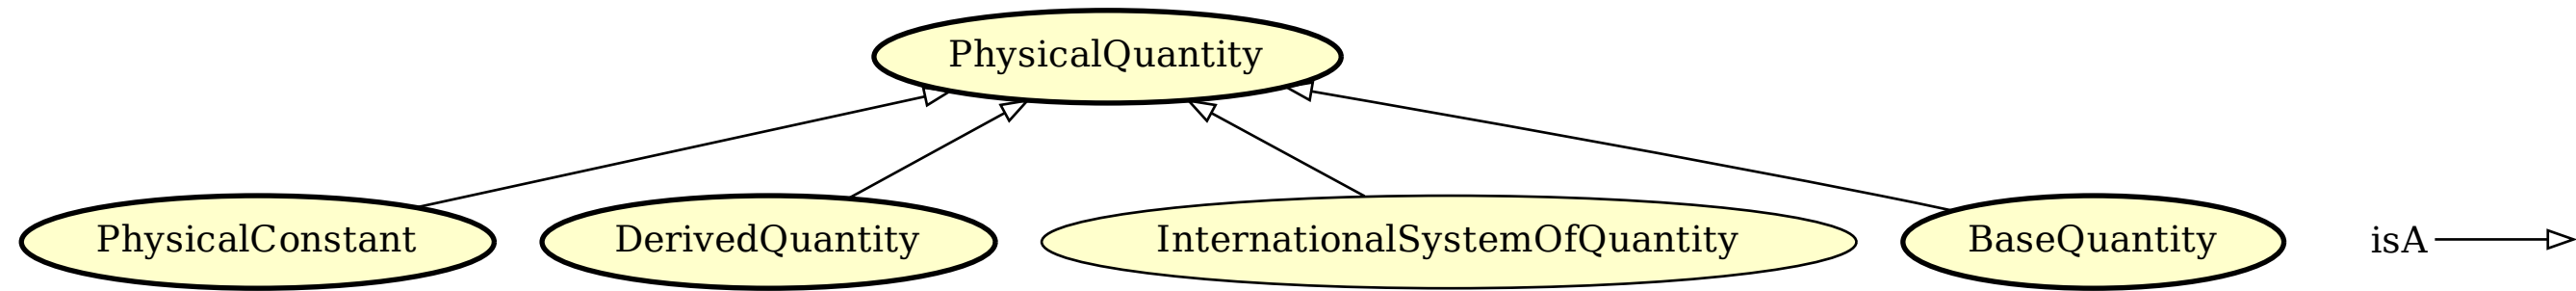 PhysicalQuantity
PhysicalConstant
DerivedQuantity
InternationalSystemOfQuantity
BaseQuantity
isA